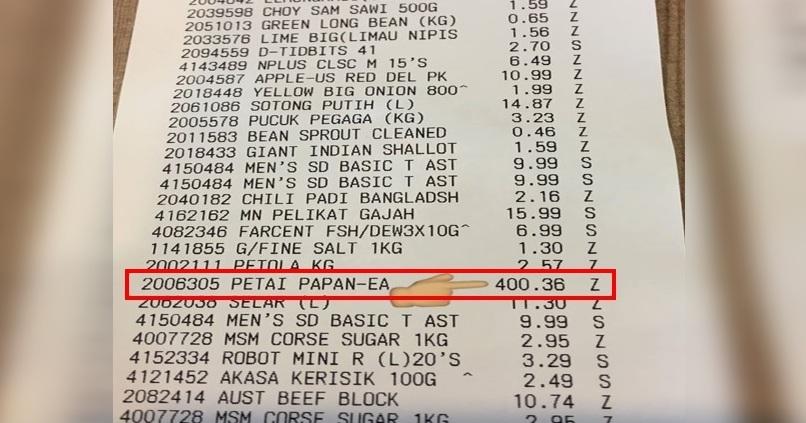 2039598 CHOY SAM SAWI 500G 1.59 Z
2051013 GREEN LONG BEAN (KG) 0.65 Z
2033576 LIME BIG(LIMAU NIPIS 1.56 Z
2094559 D-TIDBITS 41 2.70 S
4143489 NPLUS CLSC M 15'S 6.49 Z
2004587 APPLE-US RED DEL PK 10.99 Z
2018448 YELLOW BIG ONION 800^ 1.99 Z
2061086 SOTONG PUTIH (L) 14.87 Z
2005578 PUCUK PEGAGA (KG) 3.23 Z
2011583 BEAN SPROUT CLEANED 0.46 Z
2018433 GIANT INDIAN SHALLOT 1.59 Z
4150484 MEN'S SD BASIC T AST 9.99 S
4150484 MEN'S SD BASIC T AST 9.99 S
2040182 CHILI PADI BANGLADSH 2.16 Z
4162162 MN PELIKAT GAJAH 15.99 S
4082346 FARCENT FSH/DEW3X10G^ 6.99 S
1141855 G/FINE SALT 1KG 1.30 Z
2002111 PETOLA KG 2.57 Z
2006305 PETAI PAPAN-EA 400.36 Z
2062038 SELAR (L) 11.30 Z
4150484 MEN'S SD BASIC T AST 9.99 S
4007728 MSM CORSE SUGAR 1KG 2.95 Z
4152334 ROBOT MINI R (L)20'S 3.29 S
4121452 AKASA KERISIK 100G ^ 2.49 S
2082414 AUST BEEF BLOCK 10.74 Z
4007728 MSM CORSE SUGAR 1KG 2.95 Z